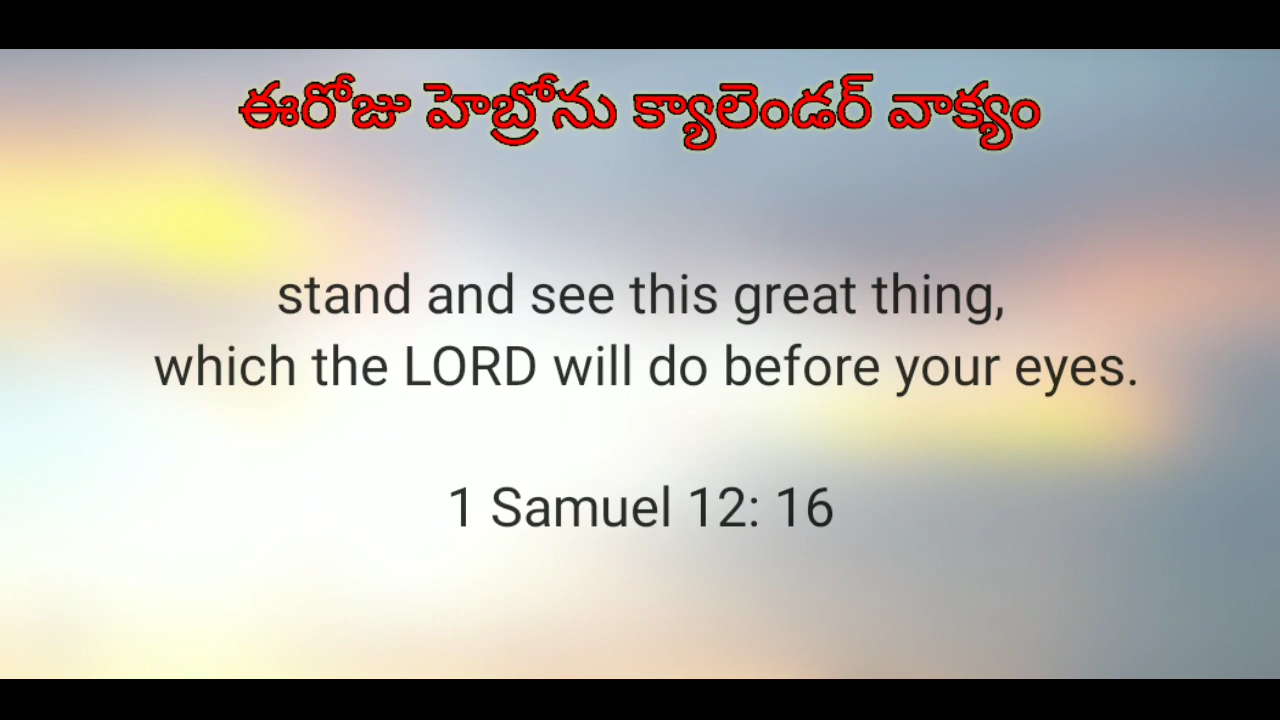 ఈరోజు హెబ్రోను క్యాలెండర్ వాక్యం
stand and see this great thing,
which the LORD will do before your eyes.
1 Samuel 12: 16